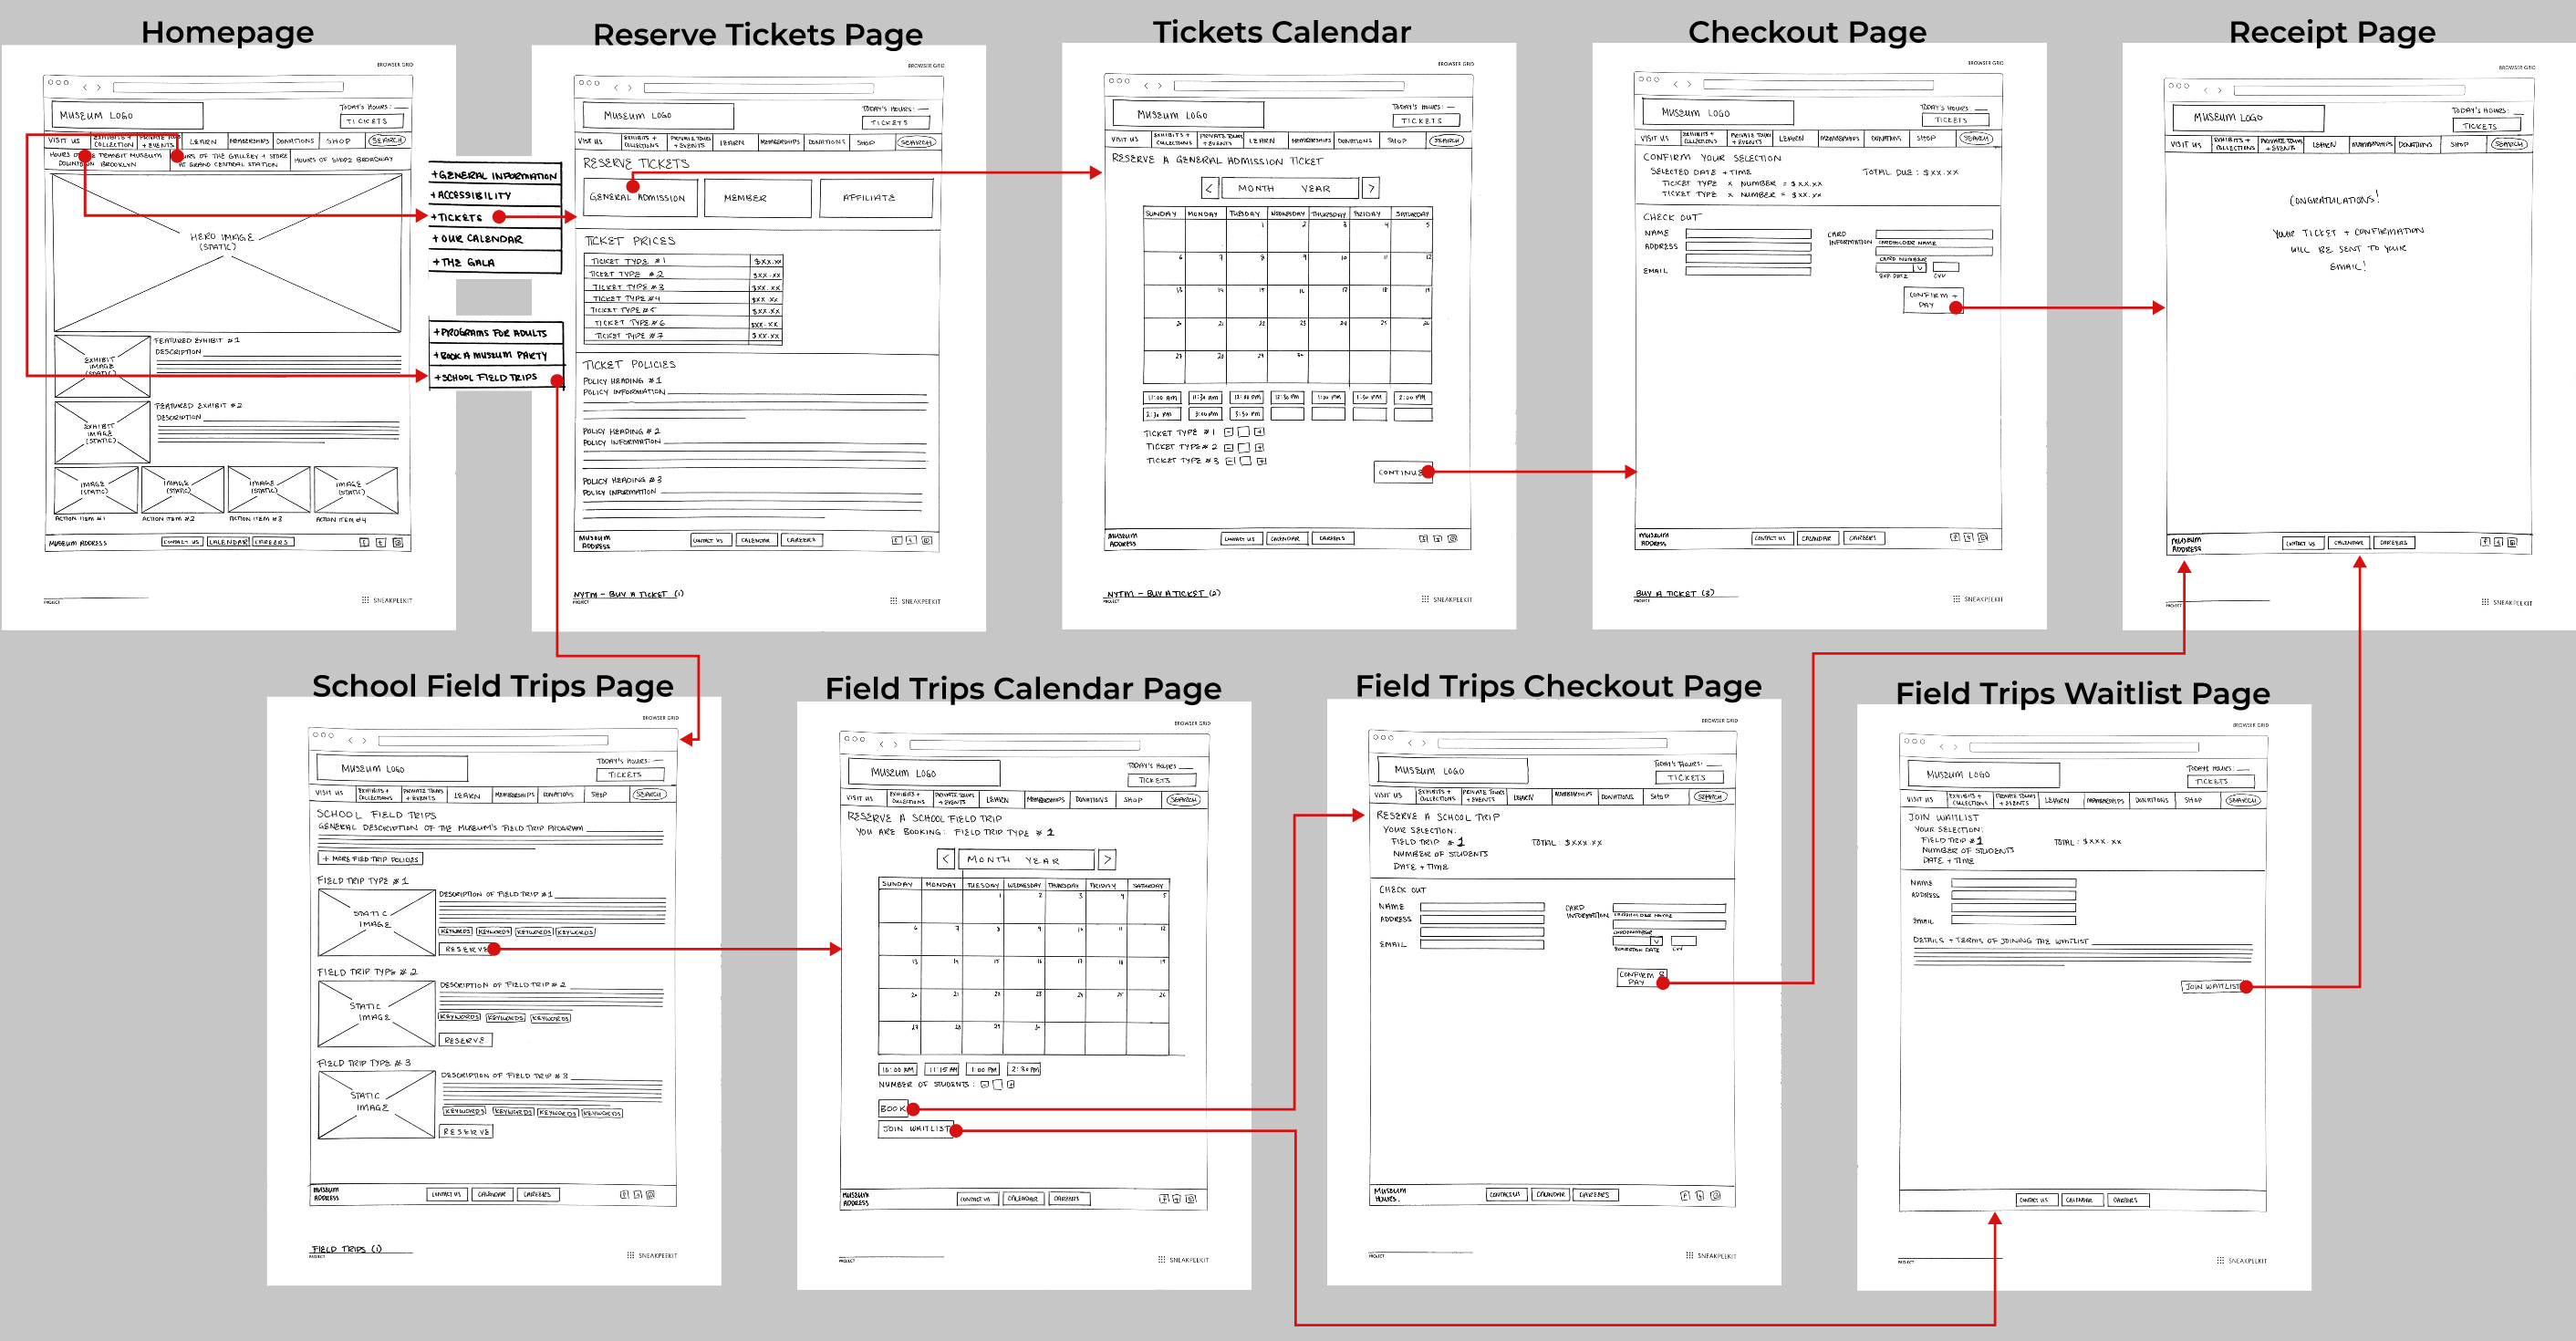 Homepage
BROWSER GRID
MUSEUM LOGO
TODAY'S HOURS:
TICKETS
VISIT US
EXHIBITS + COLLECTION
PRIVATE TOURS + EVENTS
LEARN
MEMBERSHIPS
DONATIONS
SHOP
SEARCH
HOURS OF THE TRANSIT MUSEUM
DOWNTOWN BROOKLYN
HOURS OF THE GALLERY + STORE
AT GRAND CENTRAL STATION
HERO IMAGE
(STATIC)
EXHIBIT
IMAGE
(STATIC)
FEATURED EXHIBIT #1
DESCRIPTION
EXHIBIT
IMAGE
(STATIC)
FEATURED EXHIBIT #2
DESCRIPTION
IMAGE
(STATIC)
IMAGE
(STATIC)
IMAGE
(STATIC)
IMAGE
(STATIC)
ACTION ITEM #1
ACTION ITEM #2
ACTION ITEM #3
ACTION ITEM #4
MUSEUM ADDRESS
CONTACT US
CALENDAR
CAREERS
PROJECT
SNEAKPEEKIT
+GENERAL INFORMATION
+ACCESSIBILITY
+TICKETS
+OUR CALENDAR
+THE GALA
+PROGRAMS FOR ADULTS
+BOOK A MUSEUM PARTY
+SCHOOL FIELD TRIPS
Reserve Tickets Page
BROWSER GRID
MUSEUM LOGO
TODAY'S HOURS:
TICKETS
VISIT US
EXHIBITS + COLLECTIONS
PRIVATE TOURS + EVENTS
LEARN
MEMBERSHIPS
DONATIONS
SHOP
SEARCH
RESERVE TICKETS
GENERAL ADMISSION
MEMBER
AFFILIATE
TICKET PRICES
TICKET TYPE #1 $XX.XX
TICKET TYPE #2 $XX.XX
TICKET TYPE #3 $XX.XX
TICKET TYPE #4 $XX.XX
TICKET TYPE #5 $XX.XX
TICKET TYPE #6 $XX.XX
TICKET TYPE #7 $XX.XX
TICKET POLICIES
POLICY HEADING #1
POLICY INFORMATION
POLICY HEADING #2
POLICY INFORMATION
POLICY HEADING #3
POLICY INFORMATION
MUSEUM
ADDRESS
CONTACT US
CALENDAR
CAREERS
NYTM - BUY A TICKET (1)
PROJECT
SNEAKPEEKIT
Tickets Calendar
BROWSER GRID
MUSEUM LOGO
TODAY'S HOURS:
TICKETS
VISIT US
EXHIBITS + COLLECTIONS
PRIVATE TOURS + EVENTS
LEARN
MEMBERSHIPS
DONATIONS
SHOP
SEARCH
RESERVE A GENERAL ADMISSION TICKET
< MONTH YEAR >
SUNDAY MONDAY TUESDAY WEDNESDAY THURSDAY FRIDAY SATURDAY
1 2 3 4 5
6 7 8 9 10 11 12
13 14 15 16 17 18 19
20 21 22 23 24 25 26
27 28 29 30
11:00 AM 11:30 AM 12:00 PM 12:30 PM 1:00 PM 1:30 PM 2:00 PM
2:30 PM 3:00 PM 3:30 PM
TICKET TYPE #1 - +
TICKET TYPE #2 - +
TICKET TYPE #3 - +
CONTINUE
MUSEUM
ADDRESS
CONTACT US
CALENDAR
CAREERS
NYTM - BUY A TICKET (2)
PROJECT
SNEAKPEEKIT
Checkout Page
BROWSER GRID
MUSEUM LOGO
TODAY'S HOURS:
TICKETS
VISIT US
EXHIBITS + COLLECTIONS
PRIVATE TOURS + EVENTS
LEARN
MEMBERSHIPS
DONATIONS
SHOP
SEARCH
CONFIRM YOUR SELECTION
SELECTED DATE + TIME
TOTAL DUE: $XX.XX
TICKET TYPE X NUMBER = $XX.XX
TICKET TYPE X NUMBER = $XX.XX
CHECK OUT
NAME
ADDRESS
EMAIL
CARD
INFORMATION
CARDHOLDER NAME
CARD NUMBER
EXP DATE
CVV
CONFIRM +
PAY
MUSEUM
ADDRESS
CONTACT US
CALENDAR
CAREERS
BUY A TICKET (3)
PROJECT
SNEAKPEEKIT
Receipt Page
BROWSER GRID
MUSEUM LOGO
TODAY'S HOURS:
TICKETS
VISIT US
EXHIBITS + COLLECTIONS
PRIVATE TOURS + EVENTS
LEARN
MEMBERSHIPS
DONATIONS
SHOP
SEARCH
CONGRATULATIONS!
YOUR TICKET + CONFIRMATION
WILL BE SENT TO YOUR
EMAIL!
MUSEUM
ADDRESS
CONTACT US
CALENDAR
CAREERS
PROJECT
SNEAKPEEKIT
School Field Trips Page
BROWSER GRID
MUSEUM LOGO
TODAY'S HOURS:
TICKETS
VISIT US
EXHIBITS + COLLECTIONS
PRIVATE TOURS + EVENTS
LEARN
MEMBERSHIPS
DONATIONS
SHOP
SEARCH
SCHOOL FIELD TRIPS
GENERAL DESCRIPTION OF THE MUSEUM'S FIELD TRIP PROGRAM
+ MORE FIELD TRIP POLICIES
FIELD TRIP TYPE #1
STATIC
IMAGE
DESCRIPTION OF FIELD TRIP #1
KEYWORDS KEYWORDS KEYWORDS KEYWORDS
RESERVE
FIELD TRIP TYPE #2
STATIC
IMAGE
DESCRIPTION OF FIELD TRIP #2
KEYWORDS KEYWORDS KEYWORDS
RESERVE
FIELD TRIP TYPE #3
STATIC
IMAGE
DESCRIPTION OF FIELD TRIP #3
KEYWORDS KEYWORDS KEYWORDS KEYWORDS
RESERVE
MUSEUM
ADDRESS
CONTACT US
CALENDAR
CAREERS
FIELD TRIPS (1)
PROJECT
SNEAKPEEKIT
Field Trips Calendar Page
BROWSER GRID
MUSEUM LOGO
TODAY'S HOURS
TICKETS
VISIT US
EXHIBITS + COLLECTIONS
PRIVATE TOURS + EVENTS
LEARN
MEMBERSHIPS
DONATIONS
SHOP
SEARCH
RESERVE A SCHOOL FIELD TRIP
YOU ARE BOOKING: FIELD TRIP TYPE #1
< MONTH YEAR >
SUNDAY MONDAY TUESDAY WEDNESDAY THURSDAY FRIDAY SATURDAY
1 2 3 4 5
6 7 8 9 10 11 12
13 14 15 16 17 18 19
20 21 22 23 24 25 26
27 28 29 30
10:00 AM 11:15 AM 1:00 PM 2:30 PM
NUMBER OF STUDENTS: - +
BOOK
JOIN WAITLIST
MUSEUM
ADDRESS
CONTACT US
CALENDAR
CAREERS
PROJECT
SNEAKPEEKIT
Field Trips Checkout Page
BROWSER GRID
MUSEUM LOGO
TODAY'S HOURS:
TICKETS
VISIT US
EXHIBITS + COLLECTIONS
PRIVATE TOURS + EVENTS
LEARN
MEMBERSHIPS
DONATIONS
SHOP
SEARCH
RESERVE A SCHOOL TRIP
YOUR SELECTION:
FIELD TRIP #1
TOTAL: $XXX.XX
NUMBER OF STUDENTS
DATE + TIME
CHECK OUT
NAME
ADDRESS
EMAIL
CARD
INFORMATION
CARDHOLDER NAME
CARD NUMBER
EXPIRATION DATE
CVV
CONFIRM &
PAY
MUSEUM
HOURS.
CONTACT US
CALENDAR
CAREERS
PROJECT
SNEAKPEEKIT
Field Trips Waitlist Page
BROWSER GRID
MUSEUM LOGO
TODAYS HOURS:
TICKETS
VISIT US
EXHIBITS + COLLECTIONS
PRIVATE TOURS + EVENTS
LEARN
MEMBERSHIPS
DONATIONS
SHOP
SEARCH
JOIN WAITLIST
YOUR SELECTION:
FIELD TRIP #1
TOTAL: $XXX.XX
NUMBER OF STUDENTS
DATE + TIME
NAME
ADDRESS
EMAIL
DETAILS + TERMS OF JOINING THE WAITLIST
JOIN WAITLIST
CONTACT US
CALENDAR
CAREERS
PROJECT
SNEAKPEEKIT